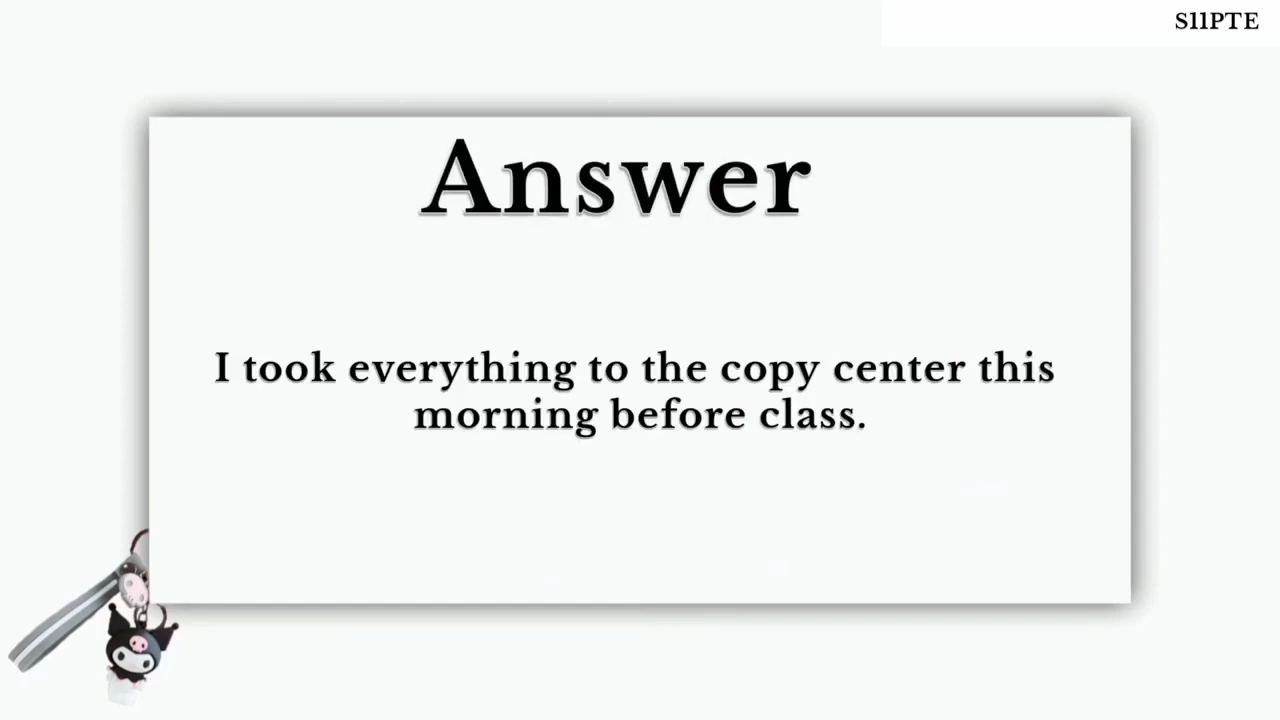 S11PTE
Answer
I took everything to the copy center this
morning before class.